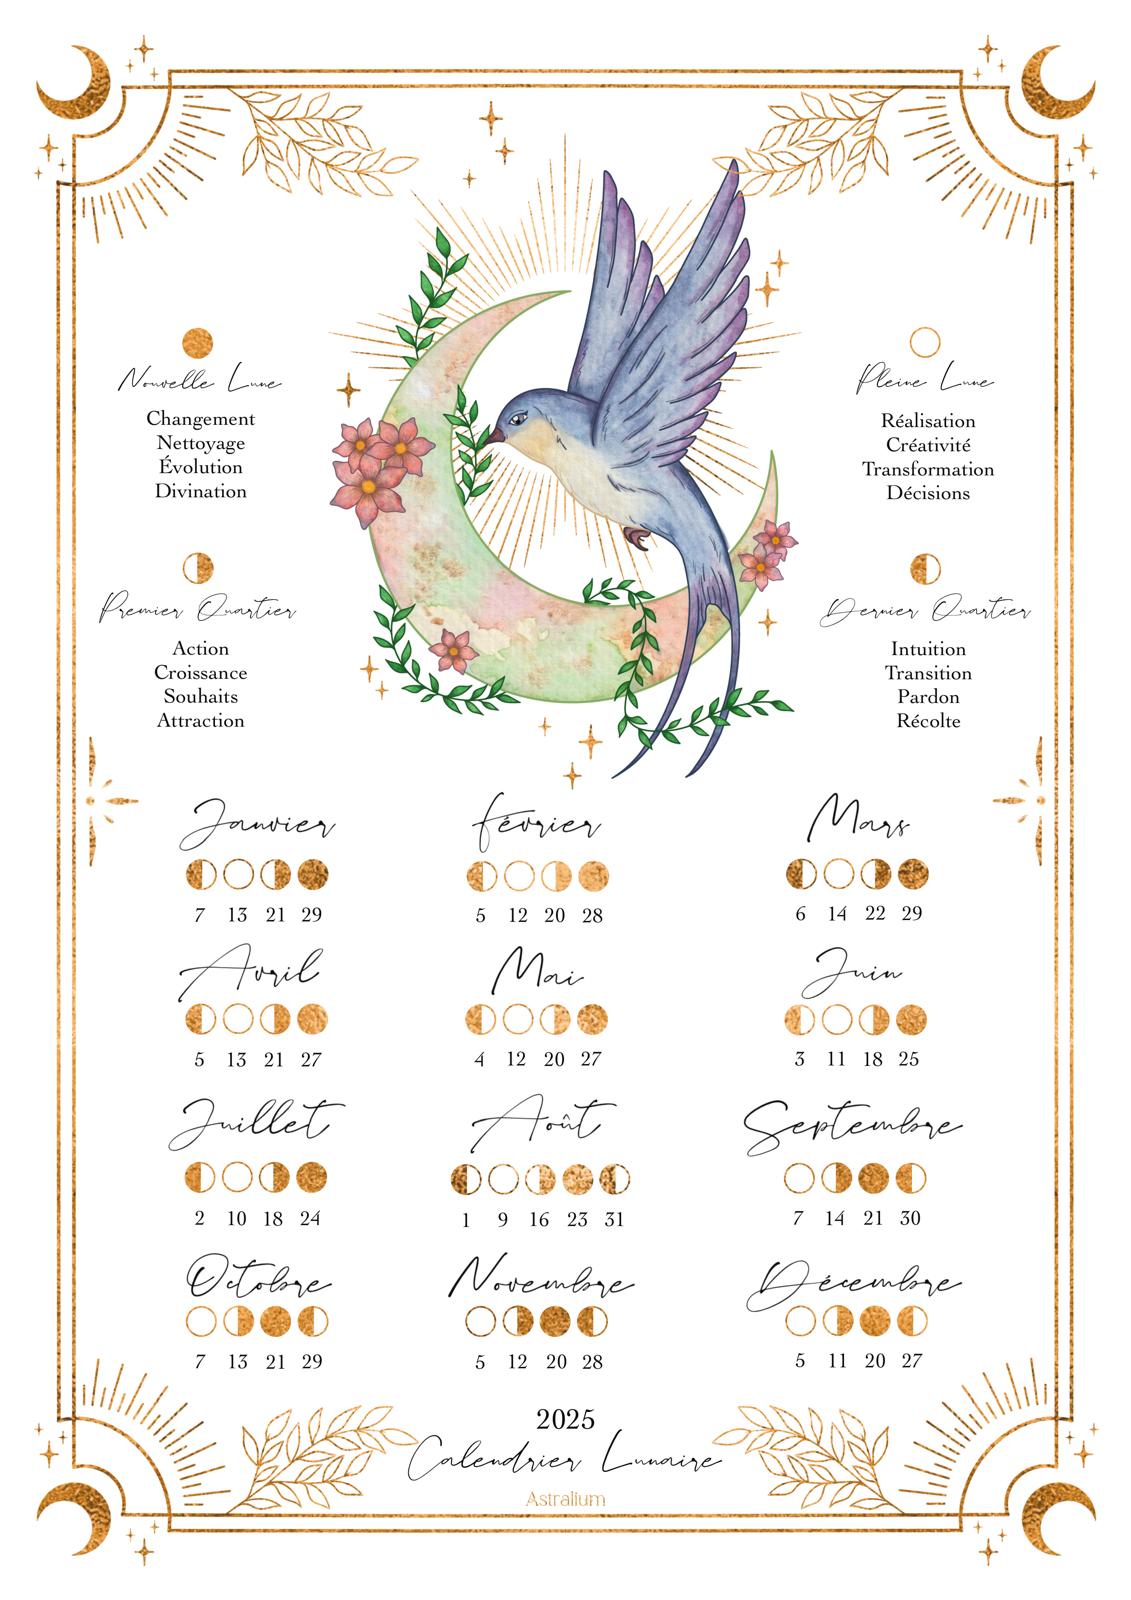 Nouvelle Lune
Changement
Nettoyage
Évolution
Divination
Pleine Lune
Réalisation
Créativité
Transformation
Décisions
Premier Quartier
Action
Croissance
Souhaits
Attraction
Dernier Quartier
Intuition
Transition
Pardon
Récolte
Janvier
7 13 21 29
février
5 12 20 28
Mars
6 14 22 29
Avril
5 13 21 27
Mai
4 12 20 27
Juin
3 11 18 25
Juillet
2 10 18 24
Août
1 9 16 23 31
Septembre
7 14 21 30
Octobre
7 13 21 29
Novembre
5 12 20 28
Décembre
5 11 20 27
2025
Calendrier Lunaire
Astralium